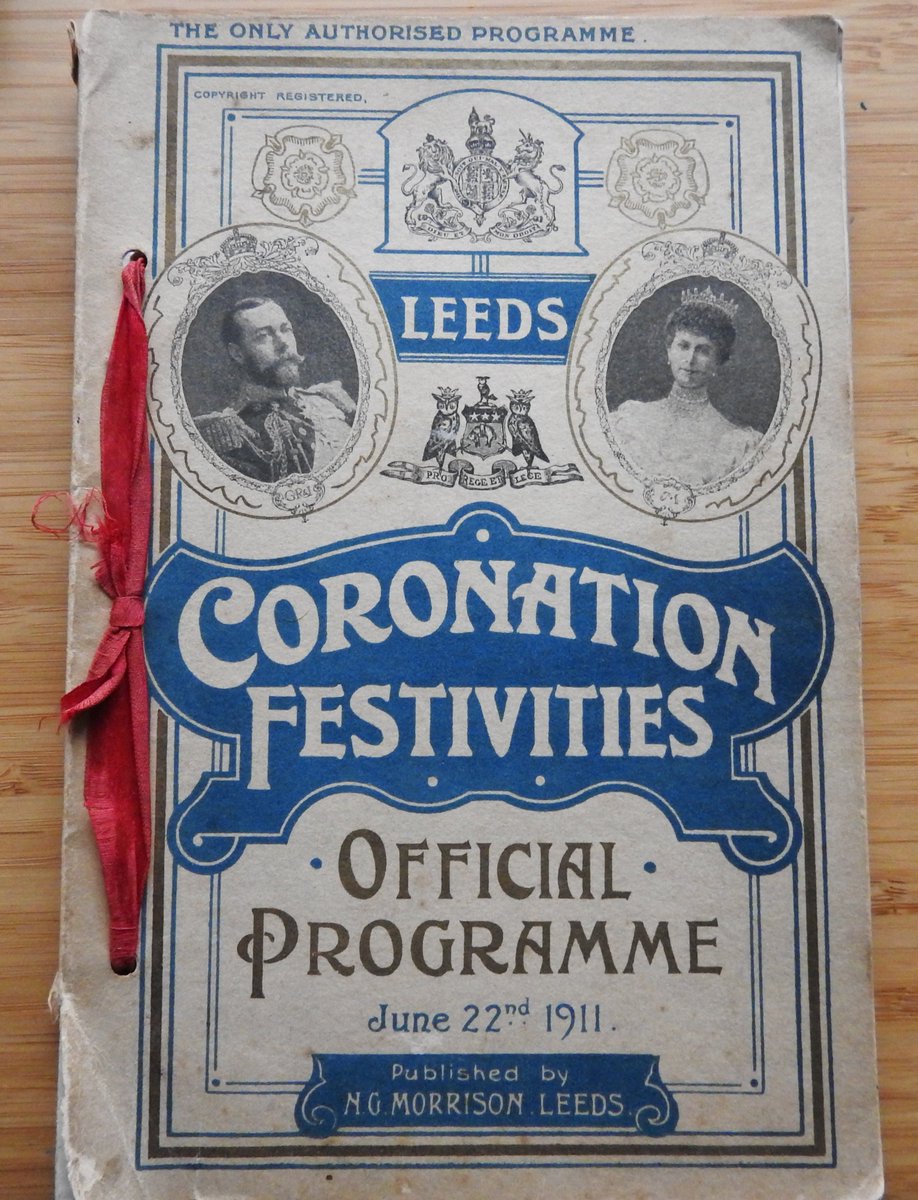 THE ONLY AUTHORISED PROGRAMME.
COPYRIGHT REGISTERED.
DIEU ET MON DROIT
LEEDS
PRO REGE ET LEGE
CORONATION
FESTIVITIES
• OFFICIAL •
PROGRAMME
June 22nd 1911.
Published by
N.G. MORRISON. LEEDS.